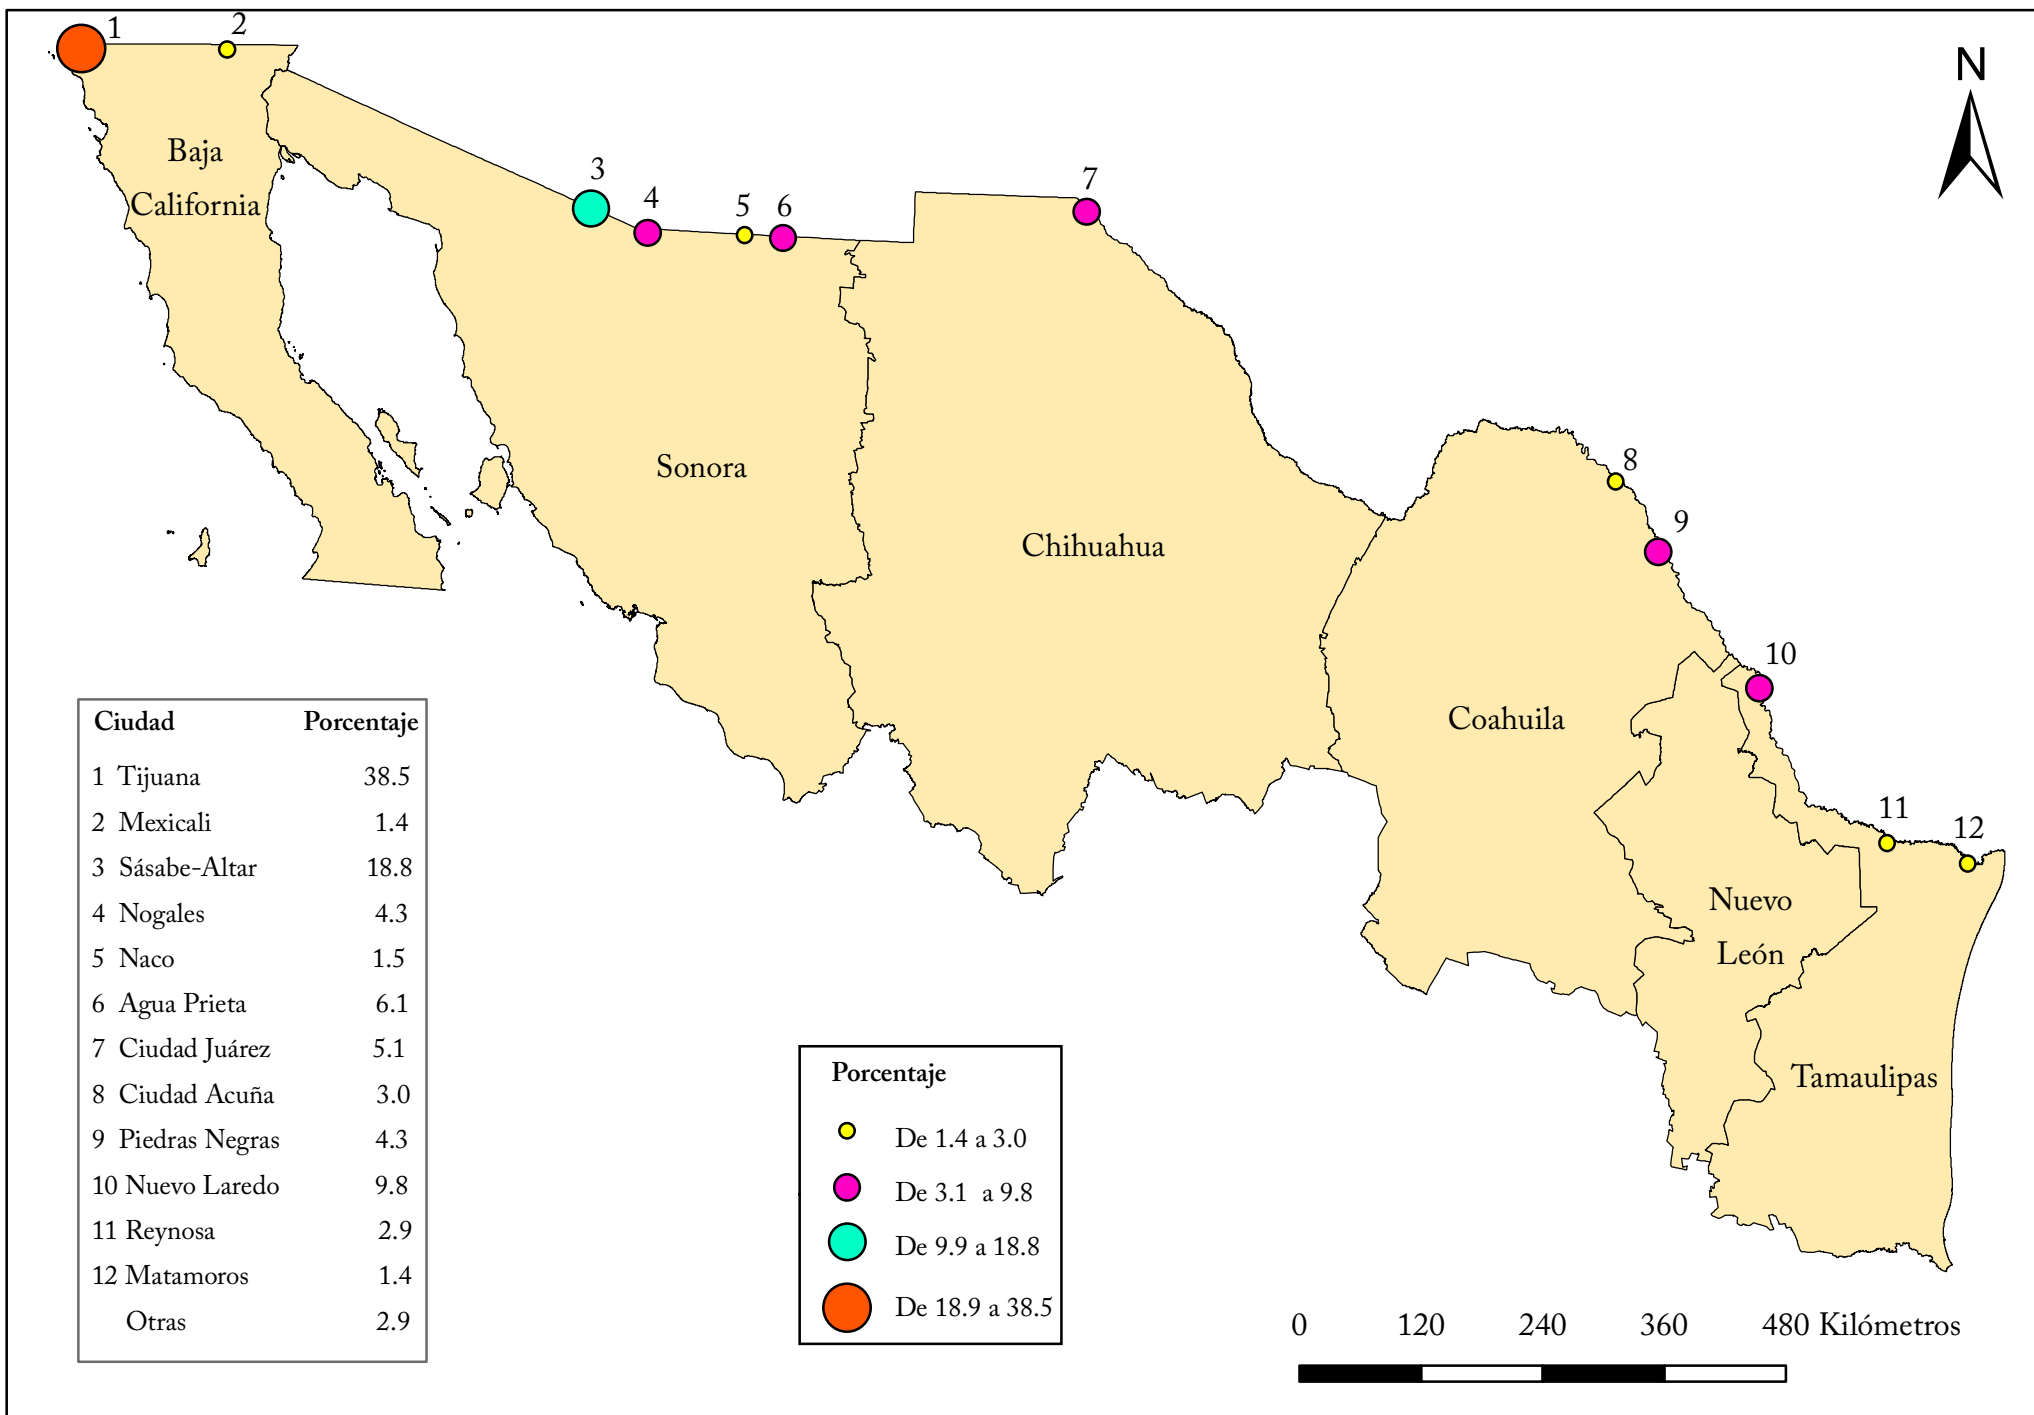 1
2
N
Baja
California
3
4
5
6
7
Sonora
Chihuahua
8
9
10
Coahuila
11
12
Nuevo
León
Tamaulipas
Ciudad Porcentaje
1 Tijuana 38.5
2 Mexicali 1.4
3 Sásabe-Altar 18.8
4 Nogales 4.3
5 Naco 1.5
6 Agua Prieta 6.1
7 Ciudad Juárez 5.1
8 Ciudad Acuña 3.0
9 Piedras Negras 4.3
10 Nuevo Laredo 9.8
11 Reynosa 2.9
12 Matamoros 1.4
Otras 2.9
Porcentaje
De 1.4 a 3.0
De 3.1 a 9.8
De 9.9 a 18.8
De 18.9 a 38.5
0 120 240 360 480 Kilómetros